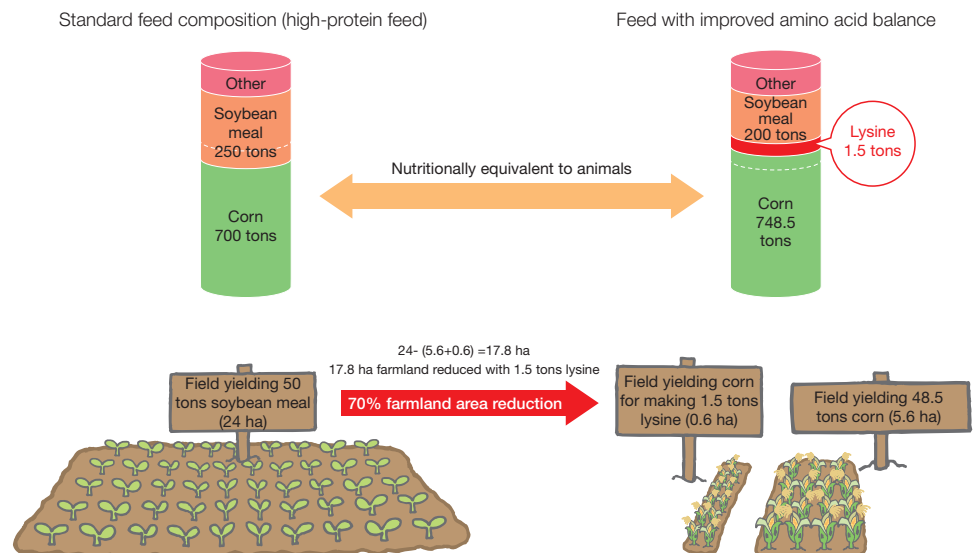 Standard feed composition (high-protein feed)
Feed with improved amino acid balance
Other
Soybean
meal
250 tons
Corn
700 tons
Nutritionally equivalent to animals
Other
Soybean
meal
200 tons
Lysine
1.5 tons
Corn
748.5
tons
24- (5.6+0.6) =17.8 ha
17.8 ha farmland reduced with 1.5 tons lysine
70% farmland area reduction
Field yielding 50
tons soybean meal
(24 ha)
Field yielding corn
for making 1.5 tons
lysine (0.6 ha)
Field yielding 48.5
tons corn (5.6 ha)